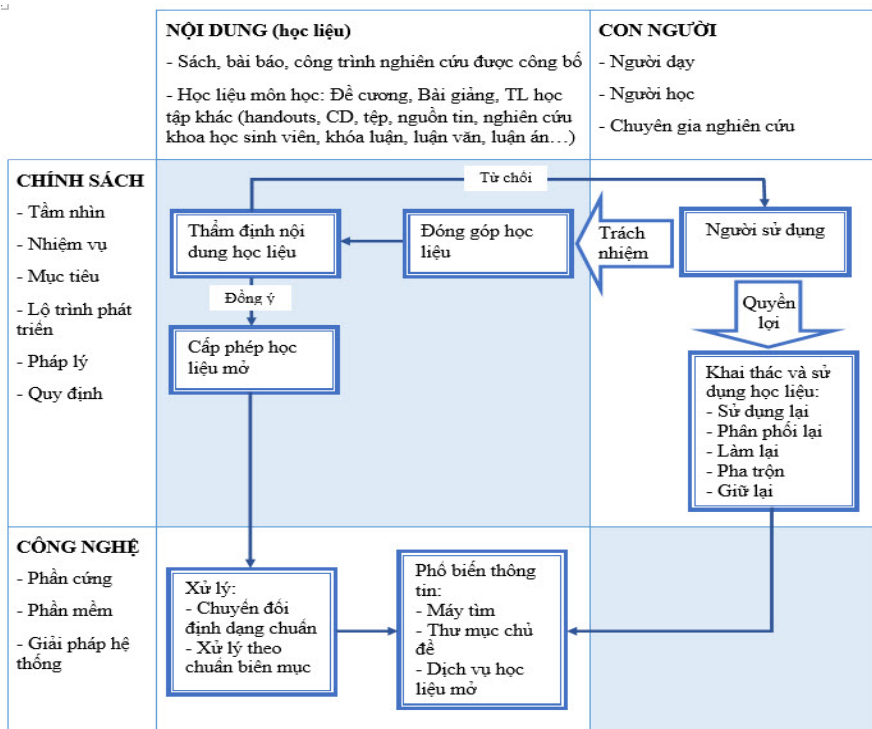 NỘI DUNG (học liệu)
- Sách, bài báo, công trình nghiên cứu được công bố
- Học liệu môn học: Đề cương, Bài giảng, TL học
tập khác (handouts, CD, tệp, nguồn tin, nghiên cứu
khoa học sinh viên, khóa luận, luận văn, luận án…)
CON NGƯỜI
- Người dạy
- Người học
- Chuyên gia nghiên cứu
CHÍNH SÁCH
- Tầm nhìn
- Nhiệm vụ
- Mục tiêu
- Lộ trình phát
triển
- Pháp lý
- Quy định
Từ chối
Thẩm định nội
dung học liệu
Đóng góp học
liệu
Trách
nhiệm
Người sử dụng
Đồng ý
Quyền
lợi
Cấp phép học
liệu mở
Khai thác và sử
dụng học liệu:
- Sử dụng lại
- Phân phối lại
- Làm lại
- Pha trộn
- Giữ lại
CÔNG NGHỆ
- Phần cứng
- Phần mềm
- Giải pháp hệ
thống
Xử lý:
- Chuyển đổi
định dạng chuẩn
- Xử lý theo
chuẩn biên mục
Phổ biến thông
tin:
- Máy tìm
- Thư mục chủ
đề
- Dịch vụ học
liệu mở